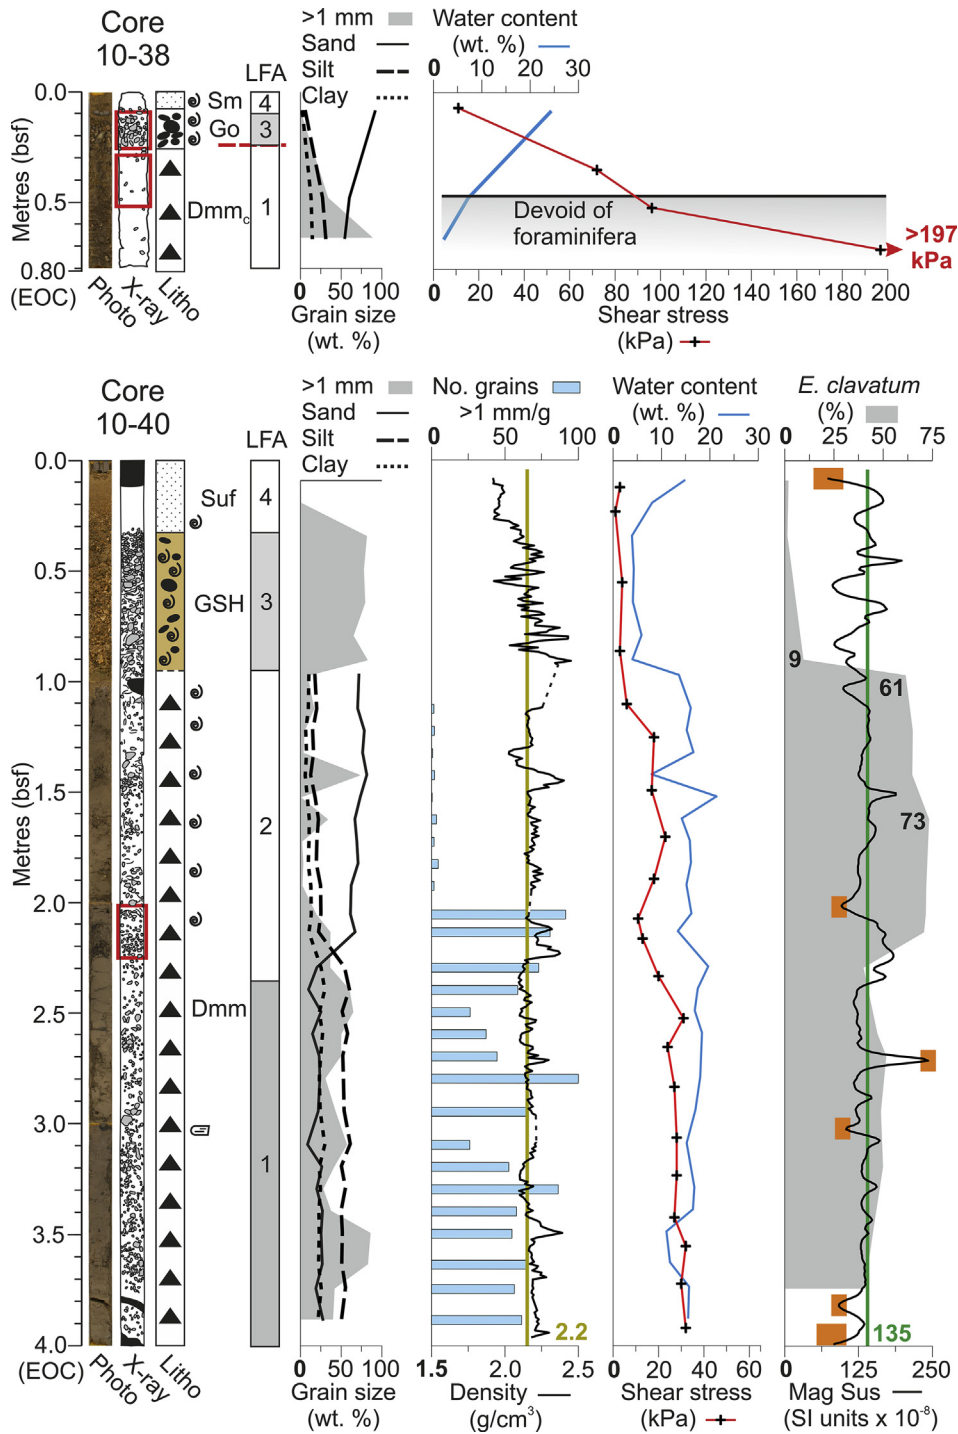 Core
10-38
LFA
>1 mm
Sand
Silt
Clay
Water content
(wt. %)
0 10 20 30
Metres (bsf)
0.0
0.5
0.80
(EOC)
Photo
X-ray
Litho
Sm
Go
Dmmc
4
3
1
0 50 100
Grain size
(wt. %)
Devoid of
foraminifera
>197
kPa
0 20 40 60 80 100 120 140 160 180 200
Shear stress
(kPa)
Core
10-40
LFA
>1 mm
Sand
Silt
Clay
No. grains
>1 mm/g
0 50 100
Water content
(wt. %)
0 10 20 30
E. clavatum
(%)
0 25 50 75
Metres (bsf)
0.0
0.5
1.0
1.5
2.0
2.5
3.0
3.5
4.0
(EOC)
Photo
X-ray
Litho
Suf
GSH
Dmm
4
3
2
1
9
61
73
2.2
135
0 50 100
Grain size
(wt. %)
1.5 2.0 2.5
Density
(g/cm³)
0 20 40 60
Shear stress
(kPa)
0 125 250
Mag Sus
(SI units x 10⁻⁸)